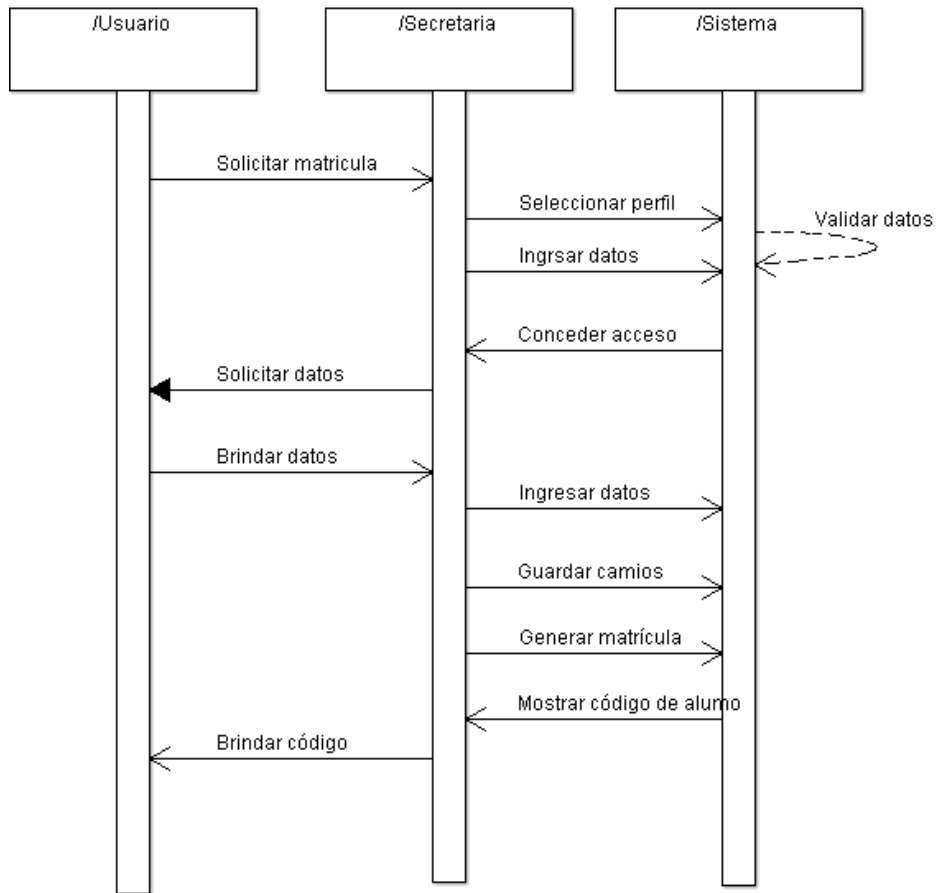 /Usuario
/Secretaria
/Sistema
Solicitar matricula
Seleccionar perfil
Validar datos
Ingrsar datos
Conceder acceso
Solicitar datos
Brindar datos
Ingresar datos
Guardar camios
Generar matrícula
Mostrar código de alumo
Brindar código